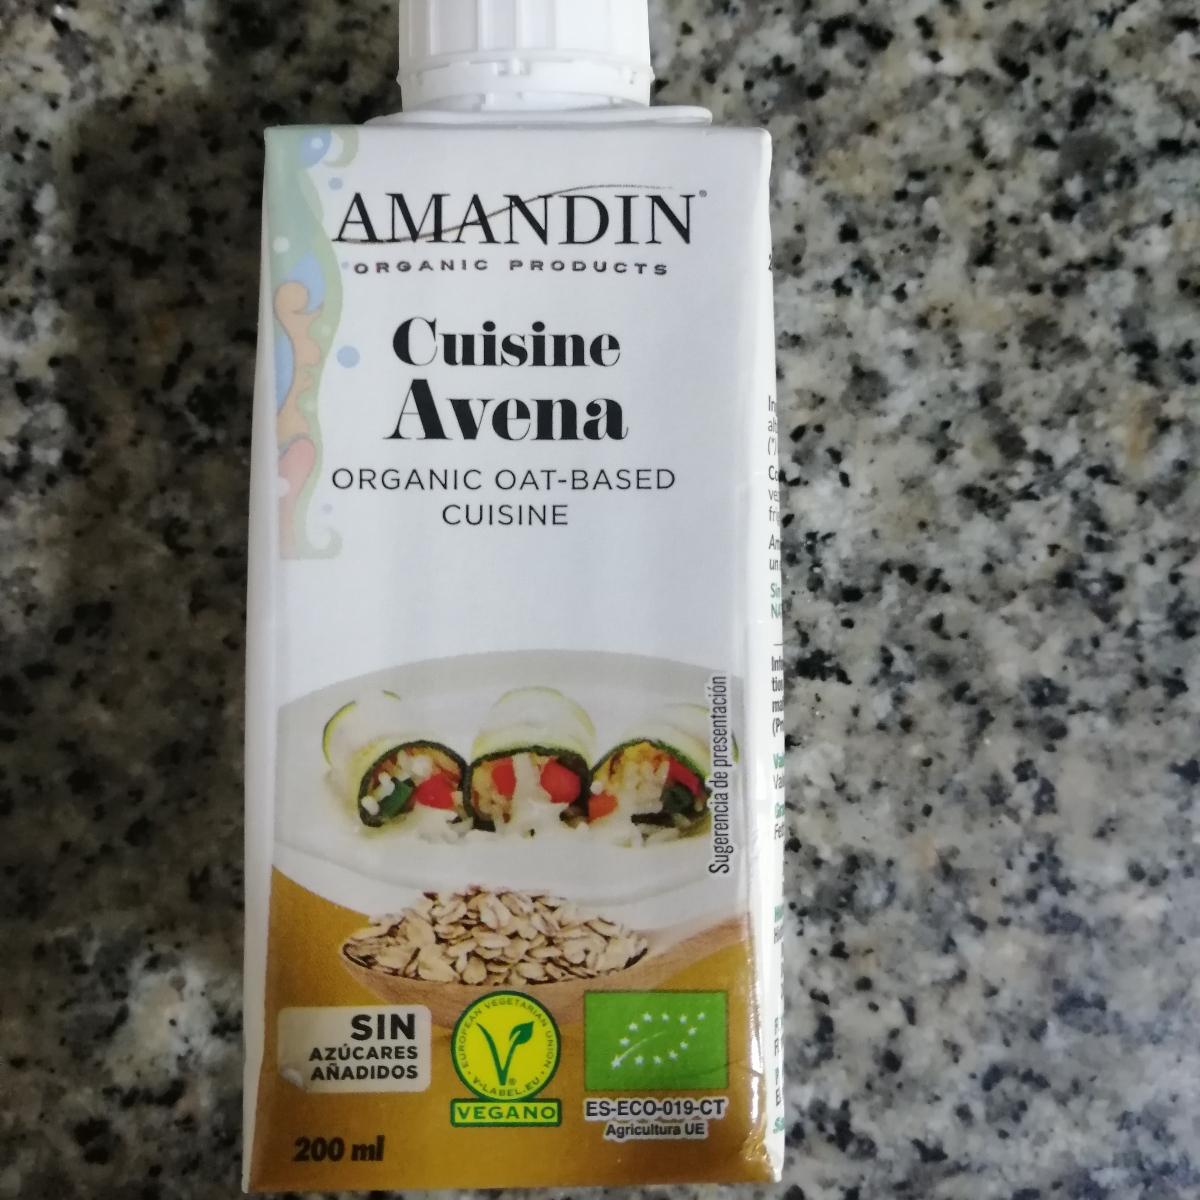 AMANDIN®
ORGANIC PRODUCTS
Cuisine
Avena
ORGANIC OAT-BASED
CUISINE
Sugerencia de presentación
SIN
AZÚCARES
AÑADIDOS
EUROPEAN VEGETARIAN UNION
V-LABEL.EU
®
VEGANO
ES-ECO-019-CT
Agricultura UE
200 ml